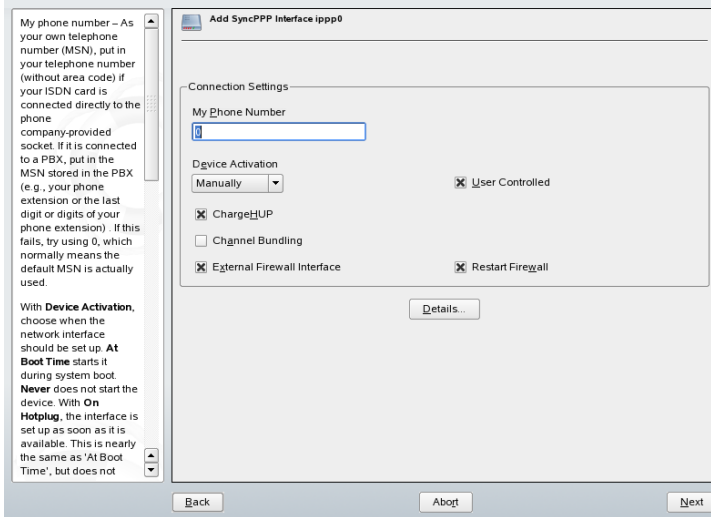 My phone number – As
your own telephone
number (MSN), put in
your telephone number
(without area code) if
your ISDN card is
connected directly to the
phone
company-provided
socket. If it is connected
to a PBX, put in the
MSN stored in the PBX
(e.g., your phone
extension or the last
digit or digits of your
phone extension) . If this
fails, try using 0, which
normally means the
default MSN is actually
used.
With Device Activation,
choose when the
network interface
should be set up. At
Boot Time starts it
during system boot.
Never does not start the
device. With On
Hotplug, the interface is
set up as soon as it is
available. This is nearly
the same as 'At Boot
Time', but does not
Add SyncPPP Interface ippp0
Connection Settings
My Phone Number
0
Device Activation
Manually
User Controlled
ChargeHUP
Channel Bundling
External Firewall Interface
Restart Firewall
Details...
Back
Abort
Next